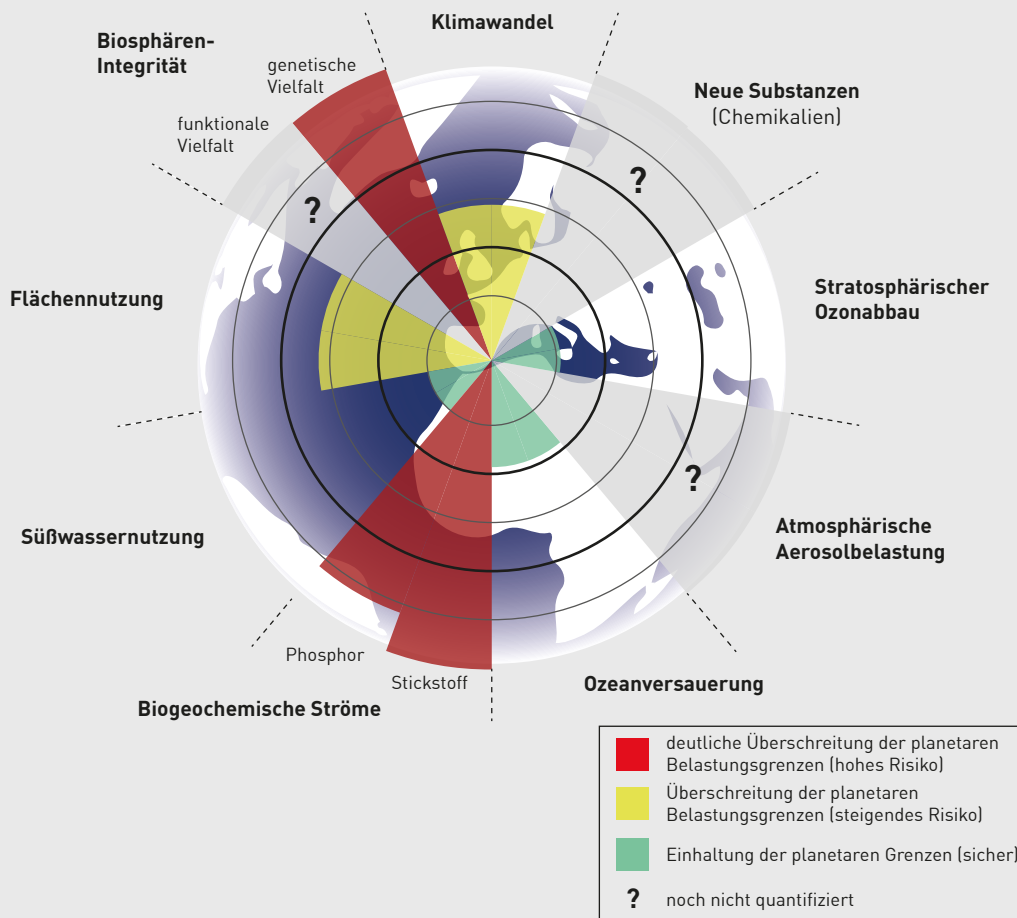 Klimawandel
Biosphären-
Integrität
genetische
Vielfalt
funktionale
Vielfalt
Neue Substanzen
(Chemikalien)
?
?
Flächennutzung
Stratosphärischer
Ozonabbau
?
Süßwassernutzung
Atmosphärische
Aerosolbelastung
Phosphor
Stickstoff
Biogeochemische Ströme
Ozeanversauerung
deutliche Überschreitung der planetaren
Belastungsgrenzen (hohes Risiko)
Überschreitung der planetaren
Belastungsgrenzen (steigendes Risiko)
Einhaltung der planetaren Grenzen (sicher)
? noch nicht quantifiziert